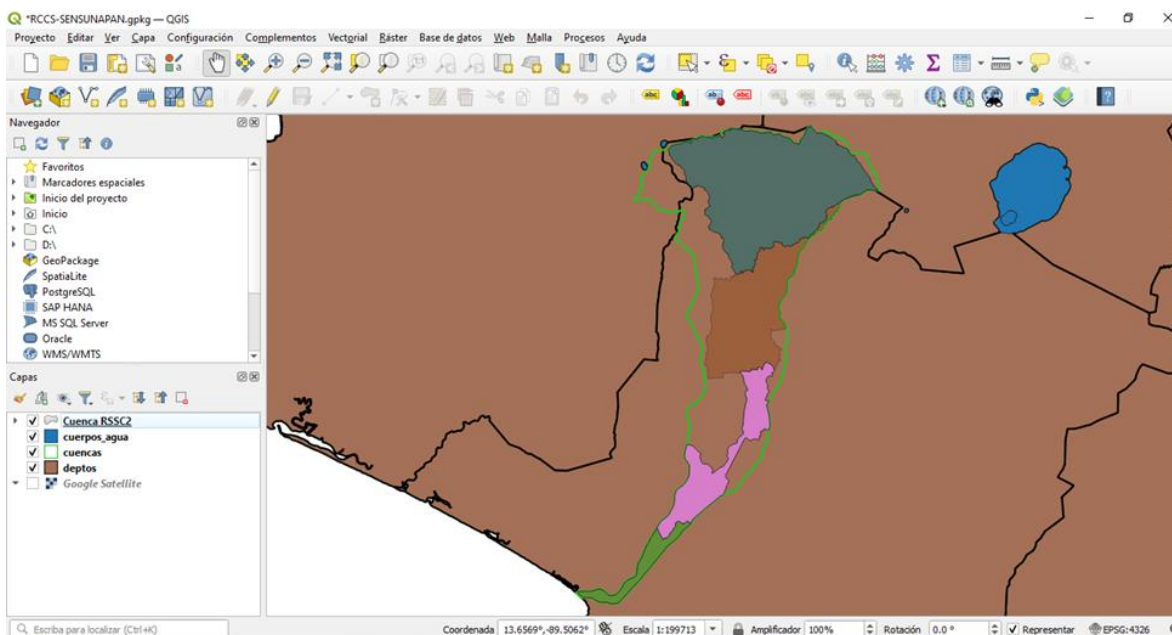 *RCCS-SENSUNAPAN.gpkg — QGIS
Proyecto Editar Ver Capa Configuración Complementos Vectorial Ráster Base de datos Web Malla Procesos Ayuda
Navegador
Favoritos
Marcadores espaciales
Inicio del proyecto
Inicio
C:\
D:\
GeoPackage
SpatiaLite
PostgreSQL
SAP HANA
MS SQL Server
Oracle
WMS/WMTS
Capas
Cuenca RSSC2
cuerpos_agua
cuencas
deptos
Google Satellite
Escriba para localizar (Ctrl+K) Coordenada 13.6569°,-89.5062° Escala 1:199713 Amplificador 100% Rotación 0.0 ° Representar EPSG:4326